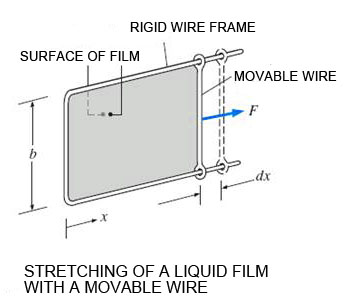 RIGID WIRE FRAME
SURFACE OF FILM
MOVABLE WIRE
F
b
dx
x
STRETCHING OF A LIQUID FILM
WITH A MOVABLE WIRE